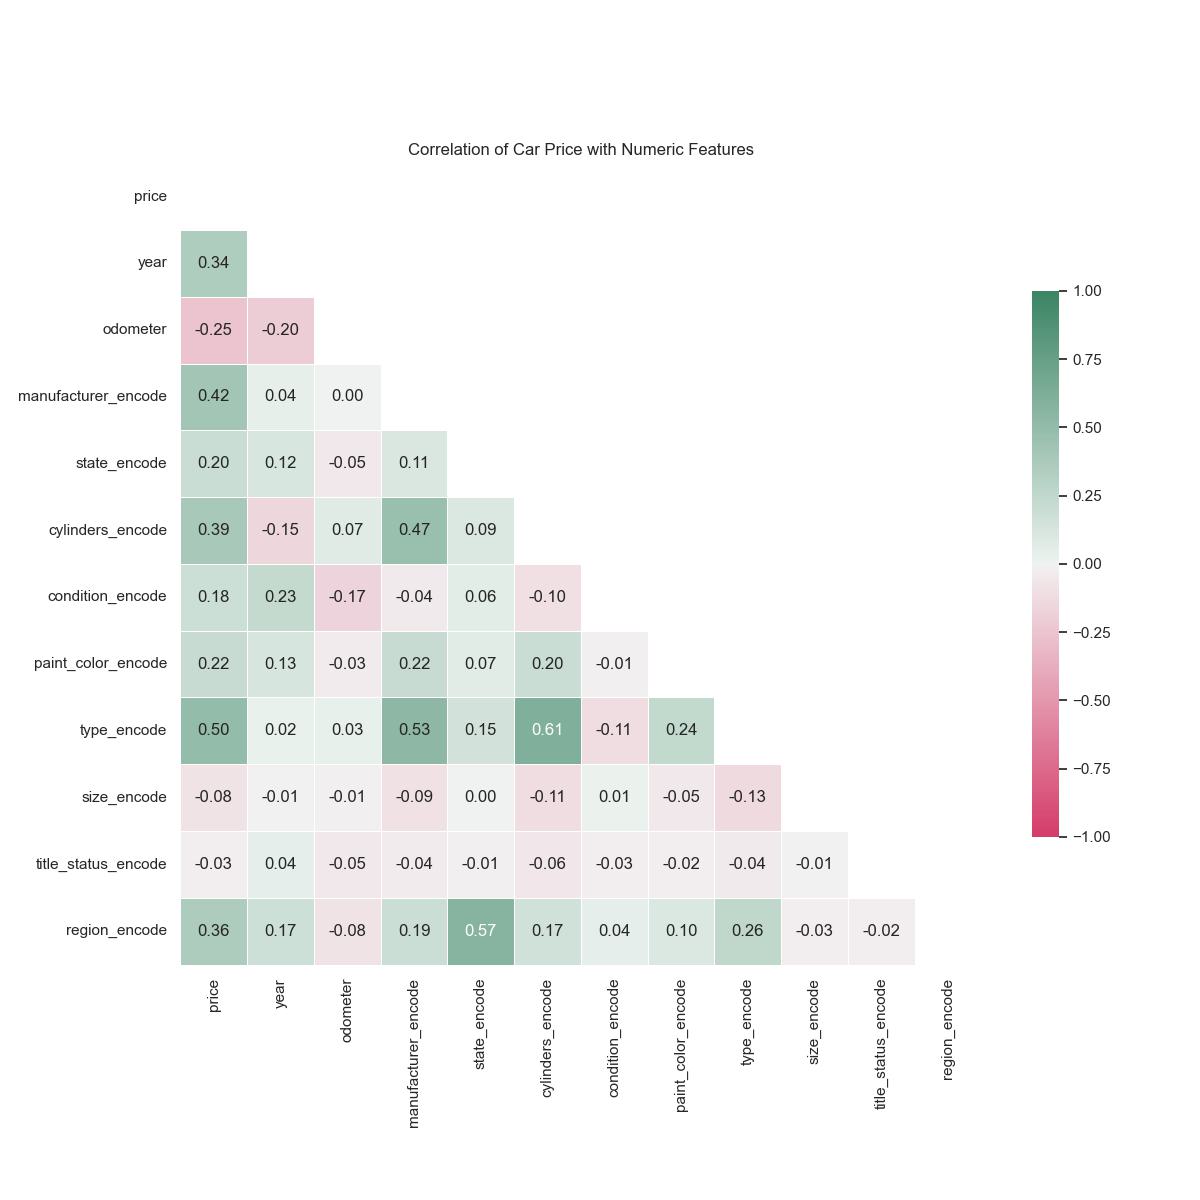 Correlation of Car Price with Numeric Features
price
year 0.34
odometer -0.25 -0.20
manufacturer_encode 0.42 0.04 0.00
state_encode 0.20 0.12 -0.05 0.11
cylinders_encode 0.39 -0.15 0.07 0.47 0.09
condition_encode 0.18 0.23 -0.17 -0.04 0.06 -0.10
paint_color_encode 0.22 0.13 -0.03 0.22 0.07 0.20 -0.01
type_encode 0.50 0.02 0.03 0.53 0.15 0.61 -0.11 0.24
size_encode -0.08 -0.01 -0.01 -0.09 0.00 -0.11 0.01 -0.05 -0.13
title_status_encode -0.03 0.04 -0.05 -0.04 -0.01 -0.06 -0.03 -0.02 -0.04 -0.01
region_encode 0.36 0.17 -0.08 0.19 0.57 0.17 0.04 0.10 0.26 -0.03 -0.02
price
year
odometer
manufacturer_encode
state_encode
cylinders_encode
condition_encode
paint_color_encode
type_encode
size_encode
title_status_encode
region_encode
1.00
0.75
0.50
0.25
0.00
−0.25
−0.50
−0.75
−1.00